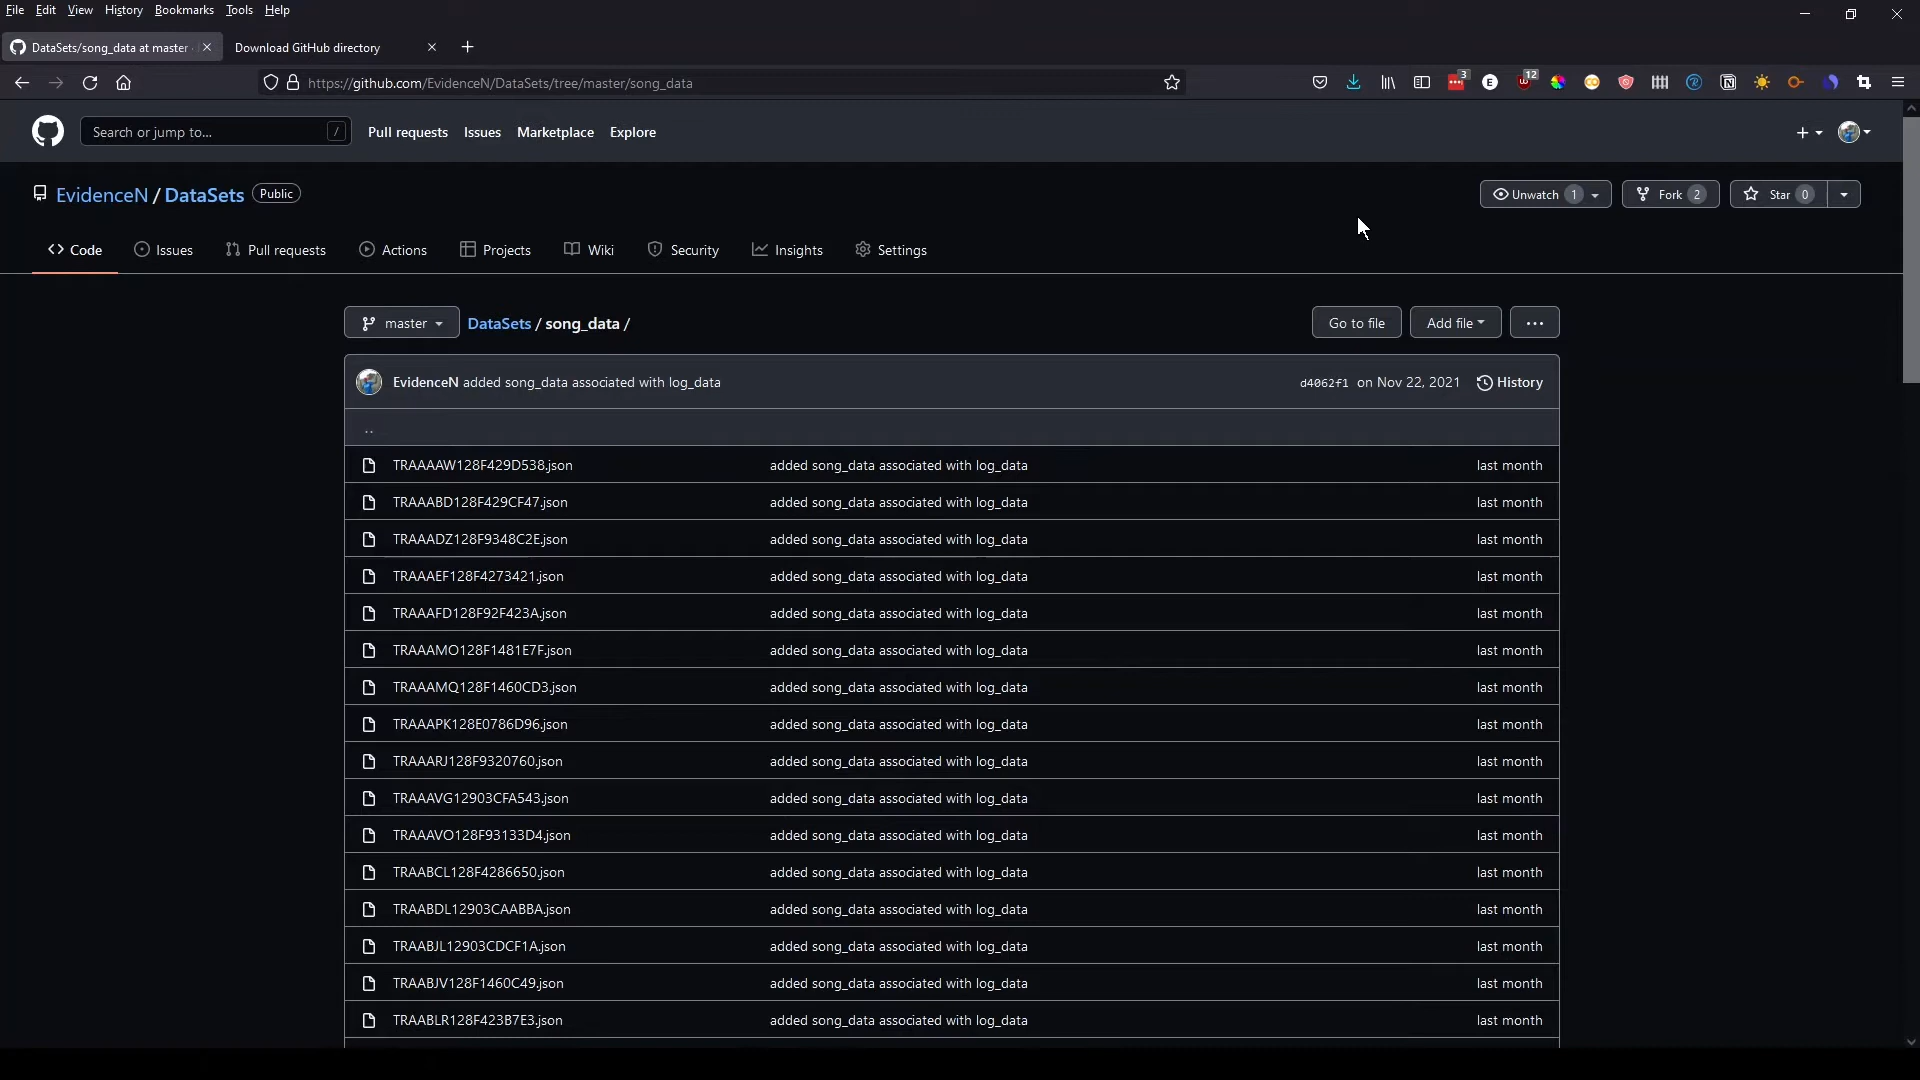 File Edit View History Bookmarks Tools Help
DataSets/song_data at master
Download GitHub directory
https://github.com/EvidenceN/DataSets/tree/master/song_data
3
E
12
Search or jump to...
/
Pull requests
Issues
Marketplace
Explore
EvidenceN / DataSets
Public
Unwatch 1
Fork 2
Star 0
Code
Issues
Pull requests
Actions
Projects
Wiki
Security
Insights
Settings
master
DataSets / song_data /
Go to file
Add file
...
EvidenceN added song_data associated with log_data
d4062f1 on Nov 22, 2021
History
..
TRAAAAW128F429D538.json added song_data associated with log_data last month
TRAAABD128F429CF47.json added song_data associated with log_data last month
TRAAADZ128F9348C2E.json added song_data associated with log_data last month
TRAAAEF128F4273421.json added song_data associated with log_data last month
TRAAAFD128F92F423A.json added song_data associated with log_data last month
TRAAAMO128F1481E7F.json added song_data associated with log_data last month
TRAAAMQ128F1460CD3.json added song_data associated with log_data last month
TRAAAPK128E0786D96.json added song_data associated with log_data last month
TRAAARJ128F9320760.json added song_data associated with log_data last month
TRAAAVG12903CFA543.json added song_data associated with log_data last month
TRAAAVO128F93133D4.json added song_data associated with log_data last month
TRAABCL128F4286650.json added song_data associated with log_data last month
TRAABDL12903CAABBA.json added song_data associated with log_data last month
TRAABJL12903CDCF1A.json added song_data associated with log_data last month
TRAABJV128F1460C49.json added song_data associated with log_data last month
TRAABLR128F423B7E3.json added song_data associated with log_data last month